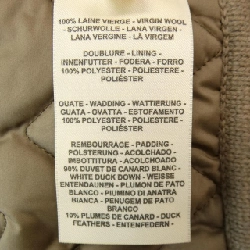 100% LAINE VIERGE - VIRGIN WOOL
- SCHURWOLLE - LANA VIRGEN -
LANA VERGINE - LÃ VIRGEM
DOUBLURE - LINING -
INNENFUTTER - FODERA - FORRO
100% POLYESTER - POLIESTERE -
POLIÉSTER
OUATE - WADDING - WATTIERUNG -
GUATA - OVATTA - ESTOFAMENTO
100% POLYESTER - POLIESTERE -
POLIÉSTER
REMBOURRAGE - PADDING -
POLSTERUNG - ACOLCHADO -
IMBOTTITURA - ACOLCHOADO
90% DUVET DE CANARD BLANC -
WHITE DUCK DOWN - WEISSE
ENTENDAUNEN - PLUMON DE PATO
BLANCO - PIUMINO DI ANATRA
BIANCA - PENUGEM DE PATO
BRANCO
10% PLUMES DE CANARD - DUCK
FEATHERS - ENTENFEDERN -